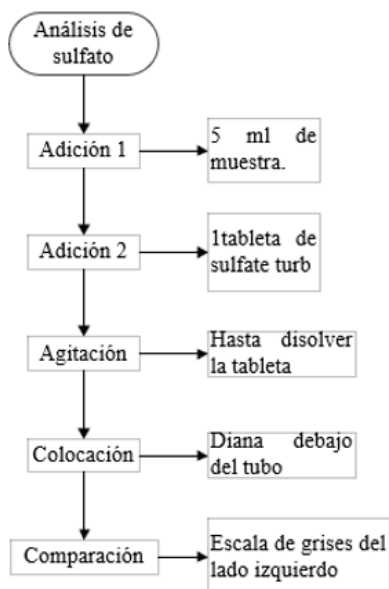 Análisis de
sulfato
Adición 1
5 ml de
muestra.
Adición 2
1tableta de
sulfate turb
Agitación
Hasta disolver
la tableta
Colocación
Diana debajo
del tubo
Comparación
Escala de grises del
lado izquierdo